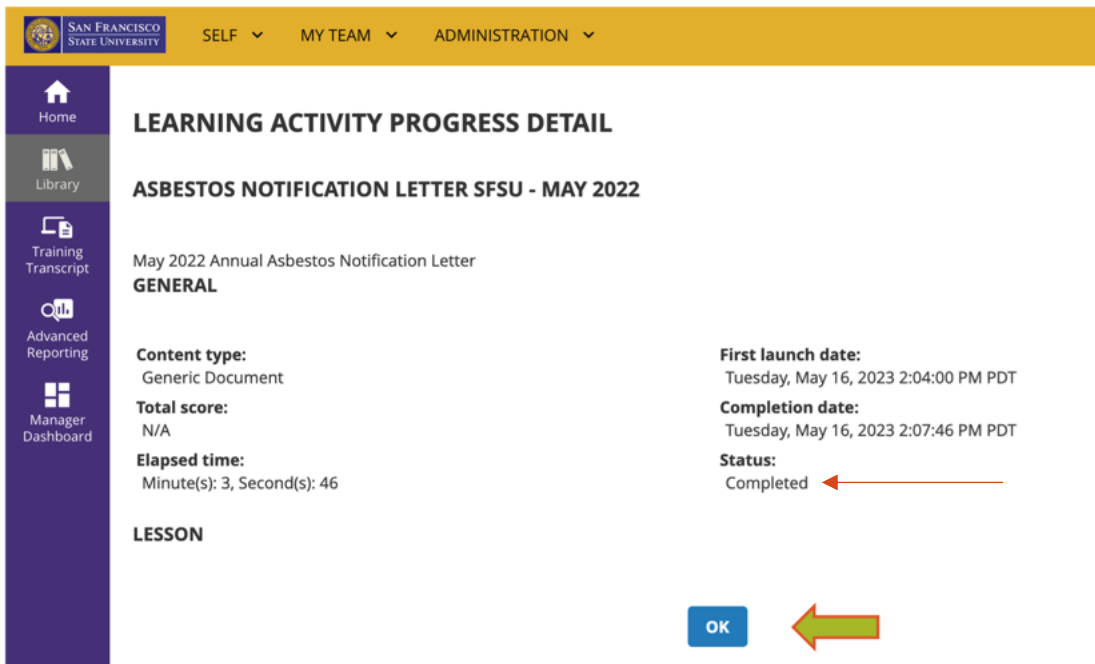 SAN FRANCISCO
STATE UNIVERSITY
SELF
MY TEAM
ADMINISTRATION
Home
Library
Training
Transcript
Advanced
Reporting
Manager
Dashboard
LEARNING ACTIVITY PROGRESS DETAIL
ASBESTOS NOTIFICATION LETTER SFSU - MAY 2022
May 2022 Annual Asbestos Notification Letter
GENERAL
Content type:
Generic Document
Total score:
N/A
Elapsed time:
Minute(s): 3, Second(s): 46
First launch date:
Tuesday, May 16, 2023 2:04:00 PM PDT
Completion date:
Tuesday, May 16, 2023 2:07:46 PM PDT
Status:
Completed
LESSON
OK